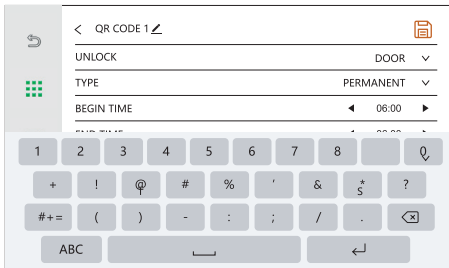 QR CODE 1
UNLOCK DOOR
TYPE PERMANENT
BEGIN TIME 06:00
1 2 3 4 5 6 7 8 0
+ ! @ # % ' & * S ?
#+= ( ) - : ; / .
ABC